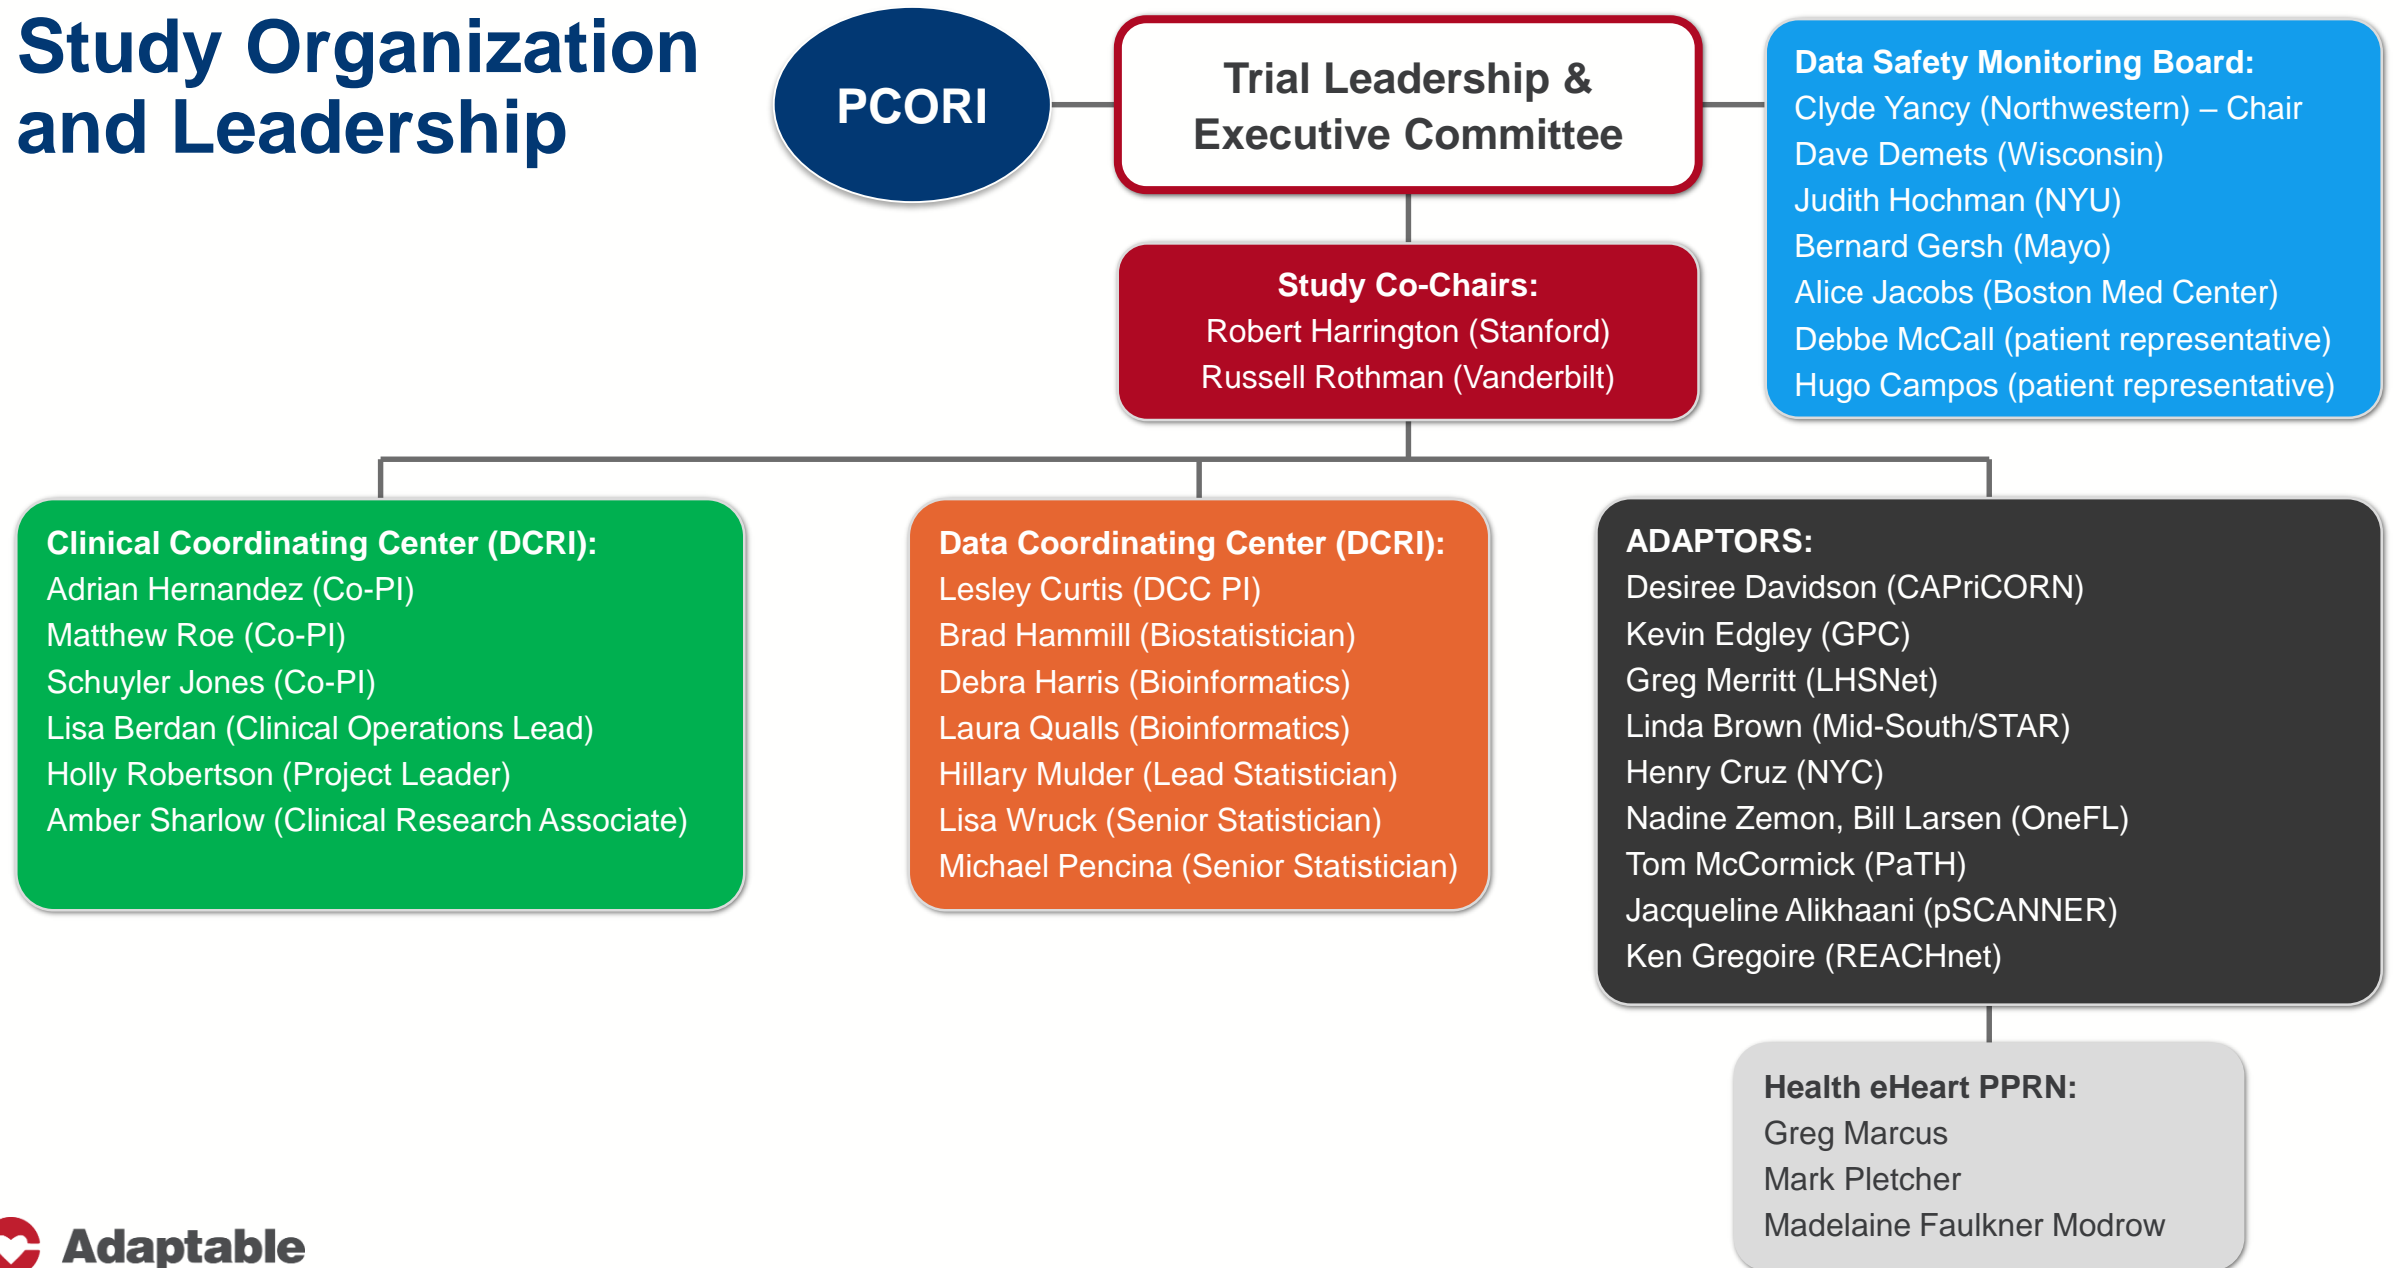 Study Organization
and Leadership
PCORI
Trial Leadership &
Executive Committee
Data Safety Monitoring Board:
Clyde Yancy (Northwestern) – Chair
Dave Demets (Wisconsin)
Judith Hochman (NYU)
Bernard Gersh (Mayo)
Alice Jacobs (Boston Med Center)
Debbe McCall (patient representative)
Hugo Campos (patient representative)
Study Co-Chairs:
Robert Harrington (Stanford)
Russell Rothman (Vanderbilt)
Clinical Coordinating Center (DCRI):
Adrian Hernandez (Co-PI)
Matthew Roe (Co-PI)
Schuyler Jones (Co-PI)
Lisa Berdan (Clinical Operations Lead)
Holly Robertson (Project Leader)
Amber Sharlow (Clinical Research Associate)
Data Coordinating Center (DCRI):
Lesley Curtis (DCC PI)
Brad Hammill (Biostatistician)
Debra Harris (Bioinformatics)
Laura Qualls (Bioinformatics)
Hillary Mulder (Lead Statistician)
Lisa Wruck (Senior Statistician)
Michael Pencina (Senior Statistician)
ADAPTORS:
Desiree Davidson (CAPriCORN)
Kevin Edgley (GPC)
Greg Merritt (LHSNet)
Linda Brown (Mid-South/STAR)
Henry Cruz (NYC)
Nadine Zemon, Bill Larsen (OneFL)
Tom McCormick (PaTH)
Jacqueline Alikhaani (pSCANNER)
Ken Gregoire (REACHnet)
Health eHeart PPRN:
Greg Marcus
Mark Pletcher
Madelaine Faulkner Modrow
Adaptable